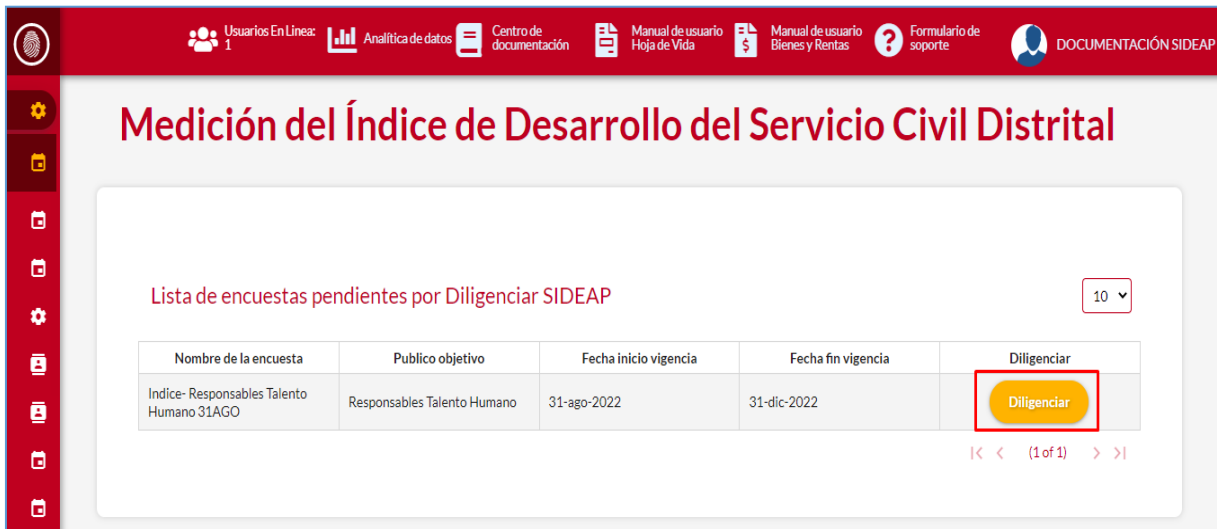 Usuarios En Linea:
1
Analítica de datos
Centro de
documentación
Manual de usuario
Hoja de Vida
Manual de usuario
Bienes y Rentas
Formulario de
soporte
DOCUMENTACIÓN SIDEAP
Medición del Índice de Desarrollo del Servicio Civil Distrital
Lista de encuestas pendientes por Diligenciar SIDEAP
10
Nombre de la encuesta
Publico objetivo
Fecha inicio vigencia
Fecha fin vigencia
Diligenciar
Indice- Responsables Talento
Humano 31AGO
Responsables Talento Humano
31-ago-2022
31-dic-2022
Diligenciar
(1 of 1)